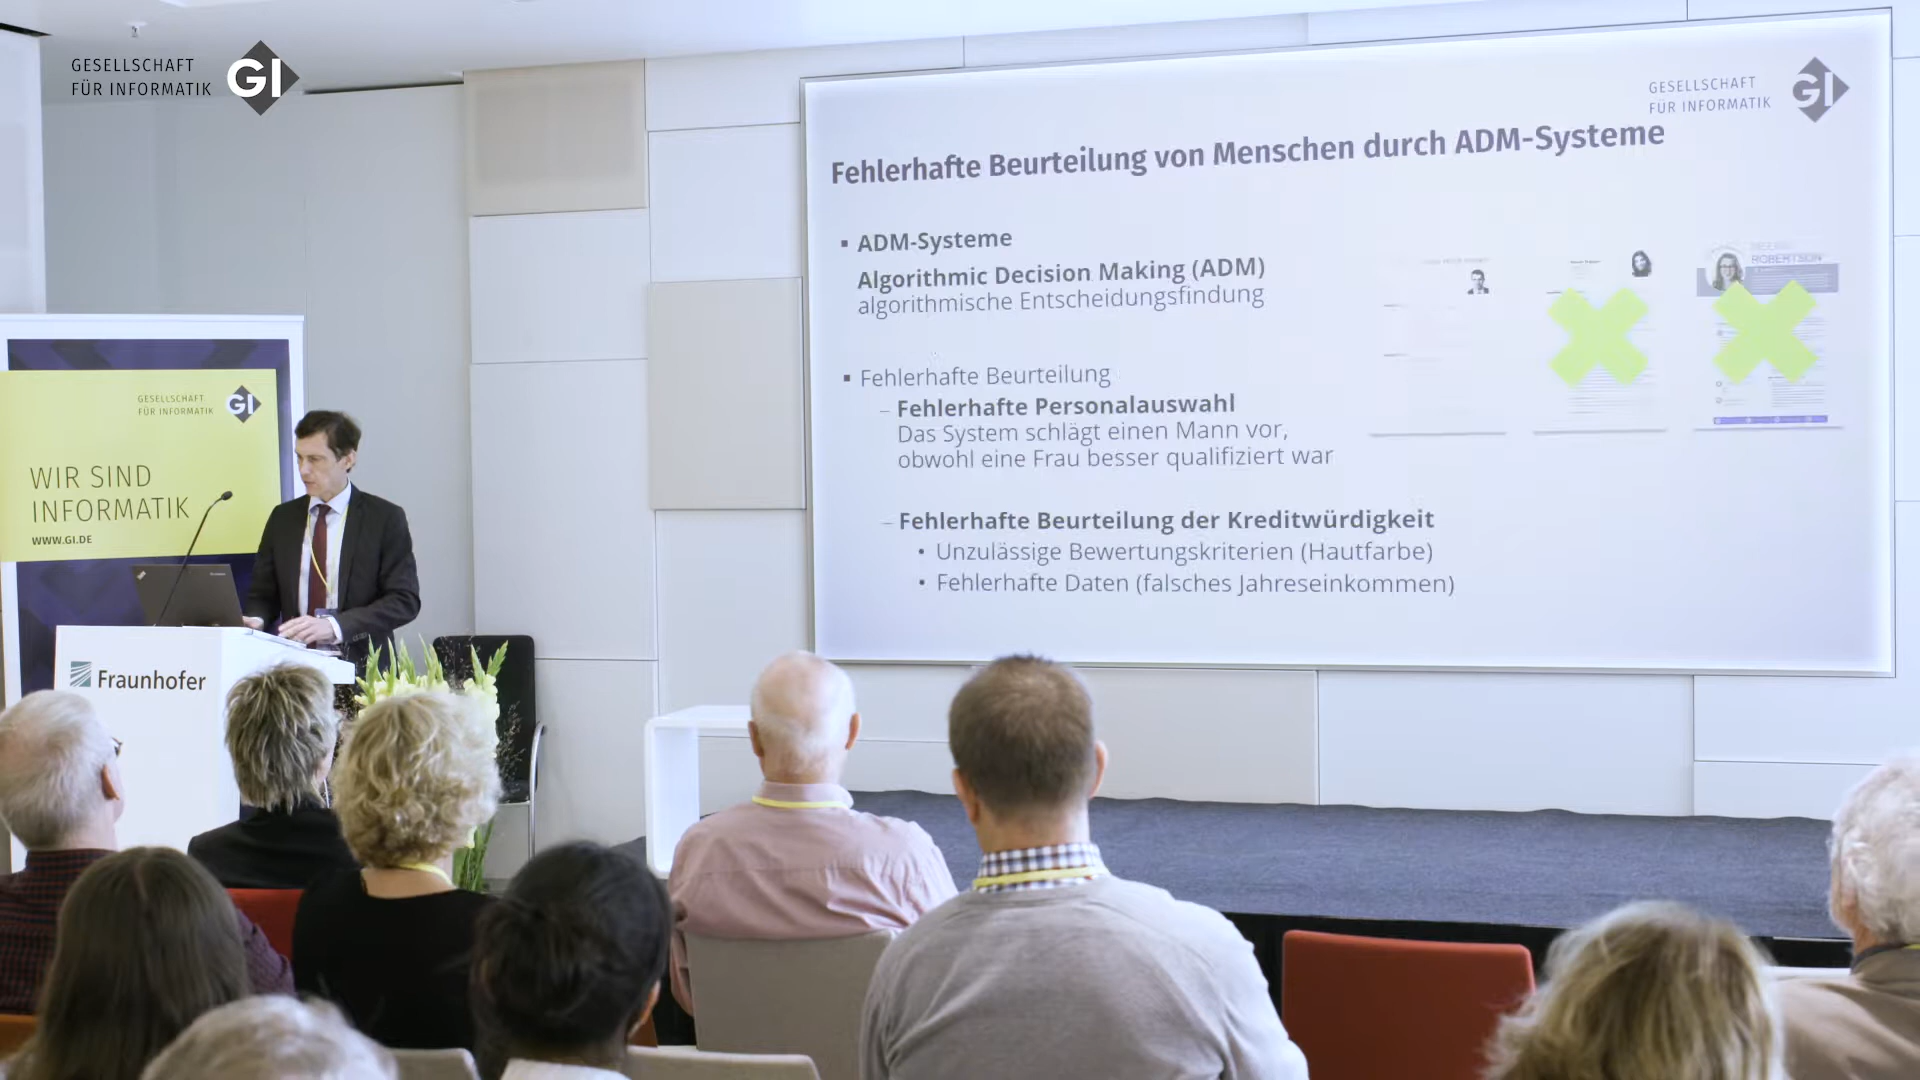 GESELLSCHAFT
FÜR INFORMATIK
GI
GESELLSCHAFT
FÜR INFORMATIK
GI
Fehlerhafte Beurteilung von Menschen durch ADM-Systeme
▪ ADM-Systeme
Algorithmic Decision Making (ADM)
algorithmische Entscheidungsfindung
▪ Fehlerhafte Beurteilung
– Fehlerhafte Personalauswahl
Das System schlägt einen Mann vor,
obwohl eine Frau besser qualifiziert war
– Fehlerhafte Beurteilung der Kreditwürdigkeit
• Unzulässige Bewertungskriterien (Hautfarbe)
• Fehlerhafte Daten (falsches Jahreseinkommen)
ROBERTSON
GESELLSCHAFT
FÜR INFORMATIK
GI
WIR SIND
INFORMATIK
WWW.GI.DE
Fraunhofer